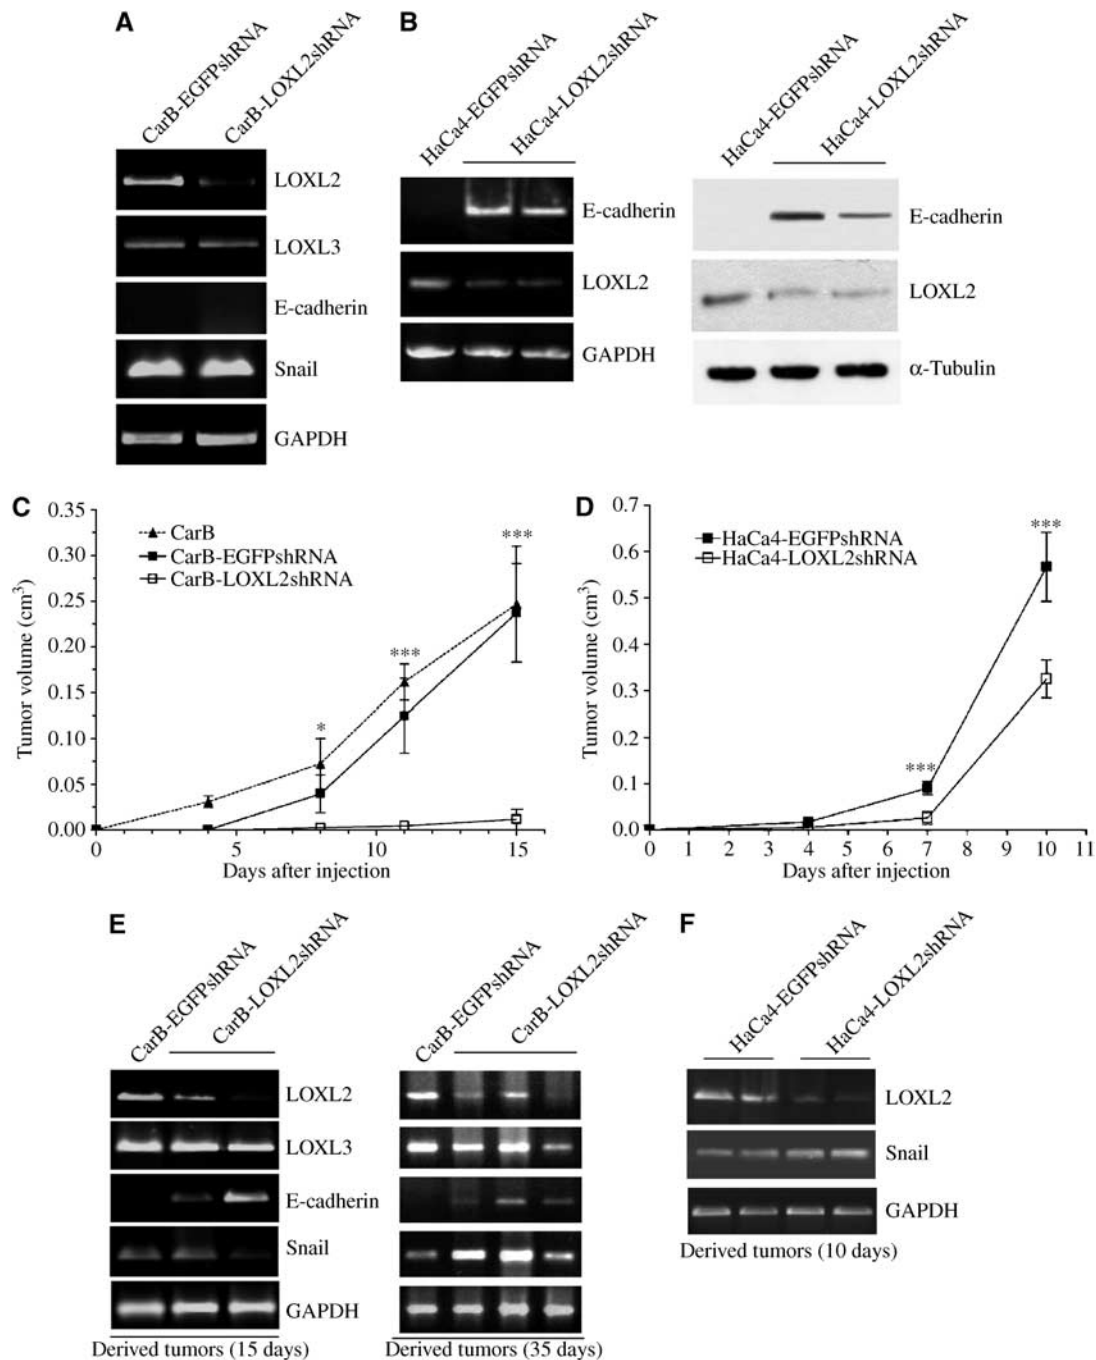 A
CarB-EGFPshRNA
CarB-LOXL2shRNA
LOXL2
LOXL3
E-cadherin
Snail
GAPDH
B
HaCa4-EGFPshRNA
HaCa4-LOXL2shRNA
E-cadherin
LOXL2
GAPDH
HaCa4-EGFPshRNA
HaCa4-LOXL2shRNA
E-cadherin
LOXL2
α-Tubulin
C
Tumor volume (cm³)
0.35
0.30
0.25
0.20
0.15
0.10
0.05
0.00
CarB
CarB-EGFPshRNA
CarB-LOXL2shRNA
*
***
***
0 5 10 15
Days after injection
D
Tumor volume (cm³)
0.7
0.6
0.5
0.4
0.3
0.2
0.1
0.0
HaCa4-EGFPshRNA
HaCa4-LOXL2shRNA
***
***
0 1 2 3 4 5 6 7 8 9 10 11
Days after injection
E
CarB-EGFPshRNA
CarB-LOXL2shRNA
LOXL2
LOXL3
E-cadherin
Snail
GAPDH
Derived tumors (15 days)
CarB-EGFPshRNA
CarB-LOXL2shRNA
Derived tumors (35 days)
F
HaCa4-EGFPshRNA
HaCa4-LOXL2shRNA
LOXL2
Snail
GAPDH
Derived tumors (10 days)